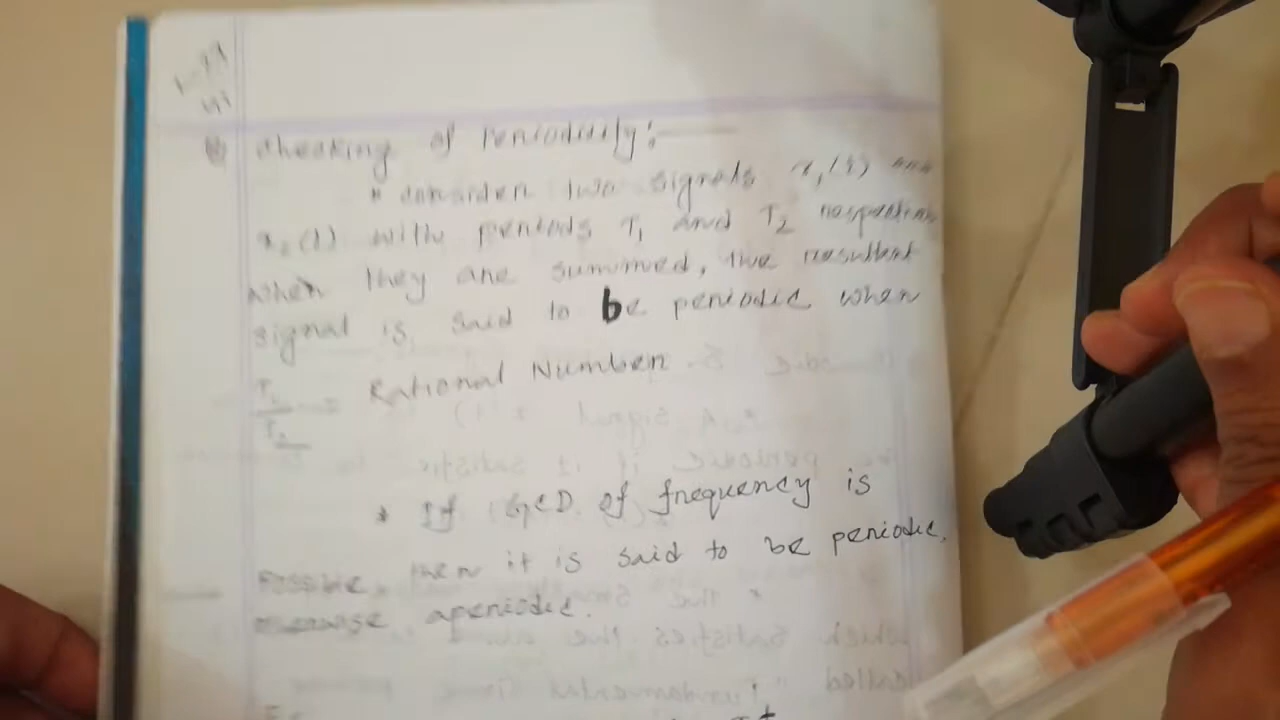 checking of Periodicity:
* consider two signals x₁(t) and
x₂(t) with periods T₁ and T₂ respective
when they are summed, the resultant
signal is said to be periodic when
T₁/T₂ = Rational Number.
* If GCD of frequency is
possible, then it is said to be periodic,
otherwise aperiodic.